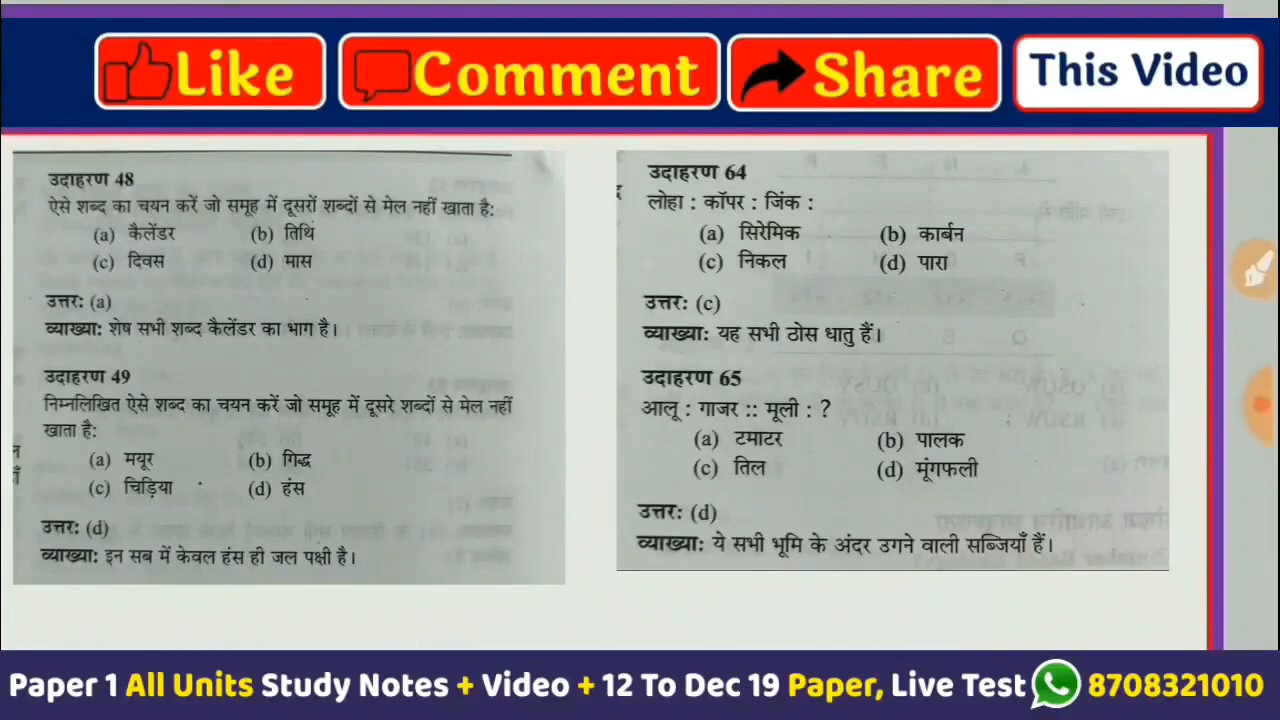 Like
Comment
Share
This Video
उदाहरण 48
ऐसे शब्द का चयन करें जो समूह में दूसरों शब्दों से मेल नहीं खाता है:
(a) कैलेंडर (b) तिथि
(c) दिवस (d) मास
उत्तर: (a)
व्याख्या: शेष सभी शब्द कैलेंडर का भाग है।
उदाहरण 49
निम्नलिखित ऐसे शब्द का चयन करें जो समूह में दूसरे शब्दों से मेल नहीं
खाता है:
(a) मयूर (b) गिद्ध
(c) चिड़िया (d) हंस
उत्तर: (d)
व्याख्या: इन सब में केवल हंस ही जल पक्षी है।
उदाहरण 64
लोहा : कॉपर : जिंक :
(a) सिरेमिक (b) कार्बन
(c) निकल (d) पारा
उत्तर: (c)
व्याख्या: यह सभी ठोस धातु हैं।
उदाहरण 65
आलू : गाजर :: मूली : ?
(a) टमाटर (b) पालक
(c) तिल (d) मूंगफली
उत्तर: (d)
व्याख्या: ये सभी भूमि के अंदर उगने वाली सब्जियाँ हैं।
Paper 1 All Units Study Notes + Video + 12 To Dec 19 Paper, Live Test 8708321010